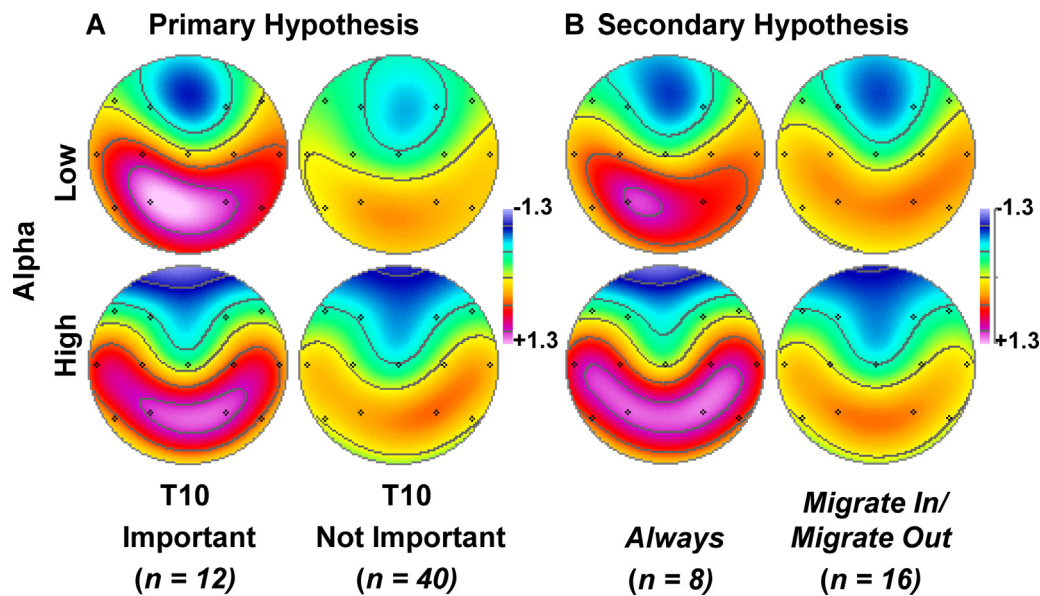 A Primary Hypothesis
B Secondary Hypothesis
Alpha
Low
High
-1.3
+1.3
-1.3
+1.3
T10
Important
(n = 12)
T10
Not Important
(n = 40)
Always
(n = 8)
Migrate In/
Migrate Out
(n = 16)